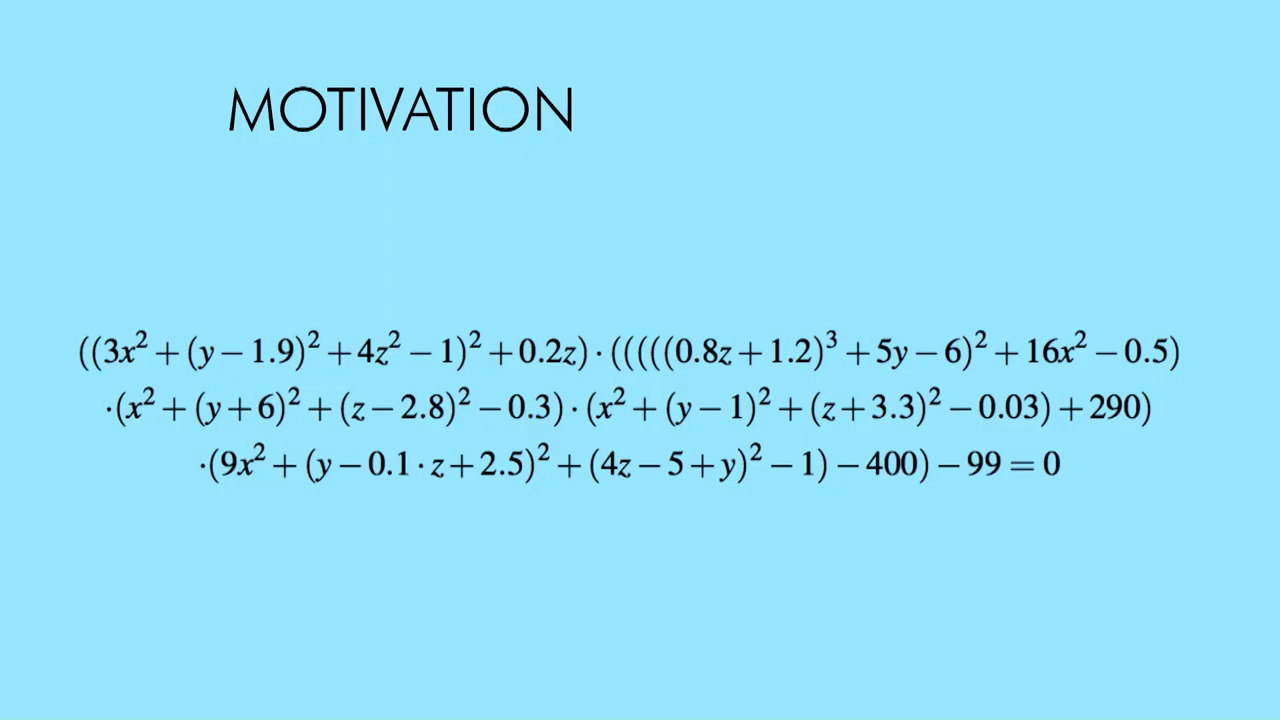 MOTIVATION
((3x² + (y − 1.9)² + 4z² − 1)² + 0.2z) · (((((0.8z + 1.2)³ + 5y − 6)² + 16x² − 0.5)
·(x² + (y + 6)² + (z − 2.8)² − 0.3) · (x² + (y − 1)² + (z + 3.3)² − 0.03) + 290)
·(9x² + (y − 0.1 · z + 2.5)² + (4z − 5 + y)² − 1) − 400) − 99 = 0